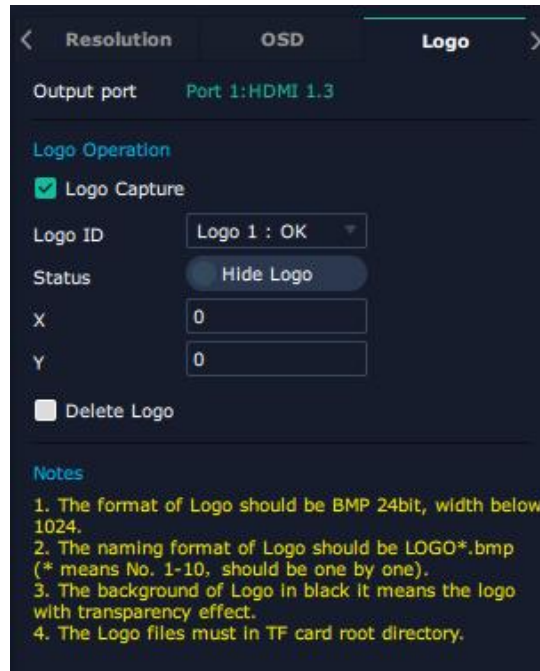 Resolution OSD Logo
Output port Port 1:HDMI 1.3
Logo Operation
Logo Capture
Logo ID Logo 1 : OK
Status Hide Logo
X 0
Y 0
Delete Logo
Notes
1. The format of Logo should be BMP 24bit, width below
1024.
2. The naming format of Logo should be LOGO*.bmp
(* means No. 1-10, should be one by one).
3. The background of Logo in black it means the logo
with transparency effect.
4. The Logo files must in TF card root directory.